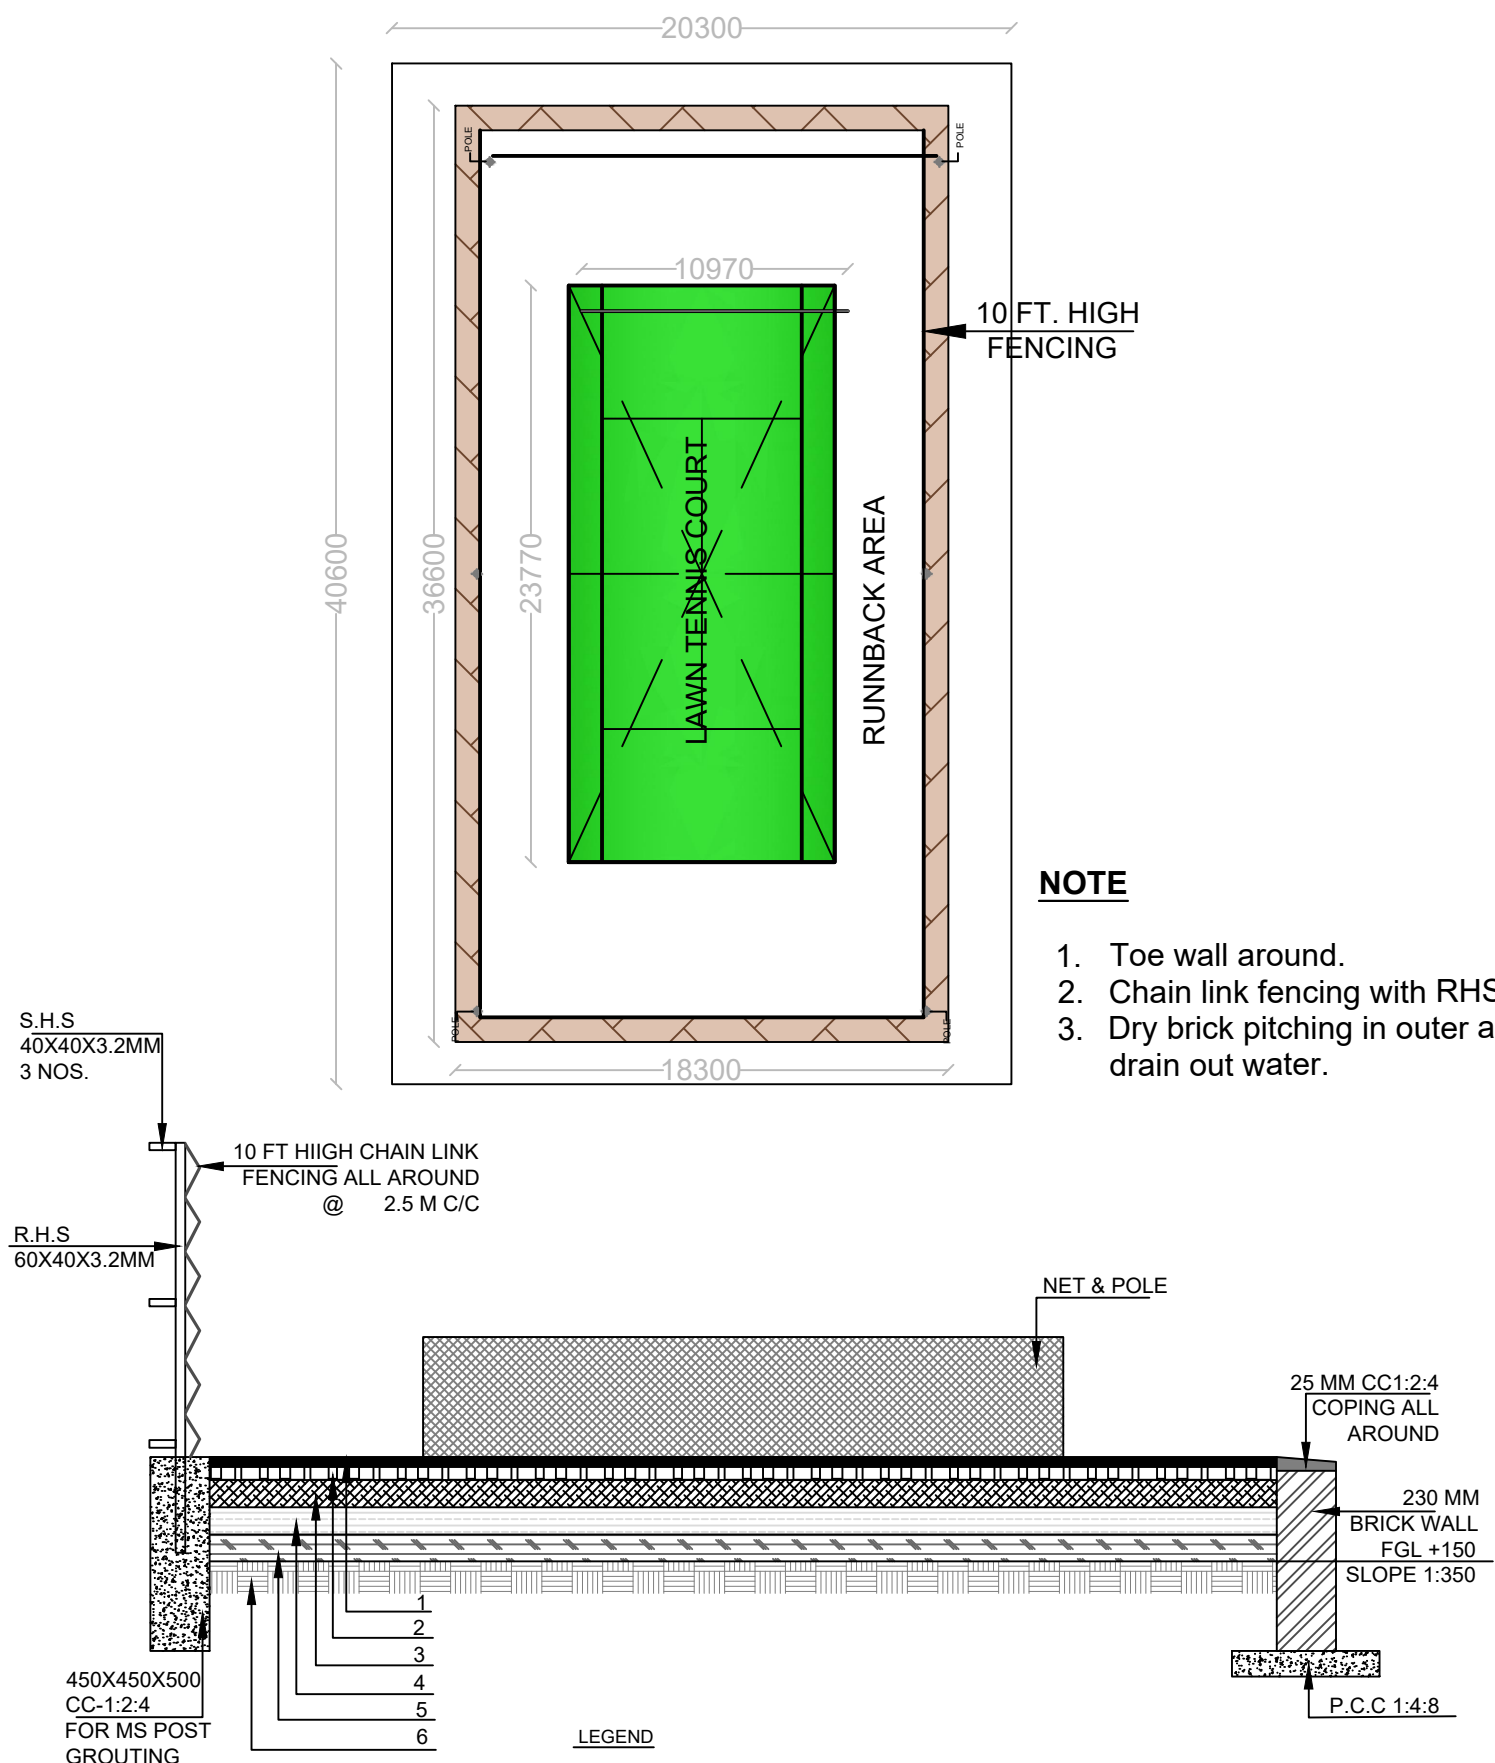 20300
POLE
POLE
10970
10 FT. HIGH
FENCING
40600
36600
23770
LAWN TENNIS COURT
RUNNBACK AREA
NOTE
1. Toe wall around.
2. Chain link fencing with RHS
3. Dry brick pitching in outer a
drain out water.
POLE
POLE
18300
S.H.S
40X40X3.2MM
3 NOS.
10 FT HIIGH CHAIN LINK
FENCING ALL AROUND
@ 2.5 M C/C
R.H.S
60X40X3.2MM
NET & POLE
25 MM CC1:2:4
COPING ALL
AROUND
230 MM
BRICK WALL
FGL +150
SLOPE 1:350
1
2
3
4
5
6
450X450X500
CC-1:2:4
FOR MS POST
GROUTING
LEGEND
P.C.C 1:4:8